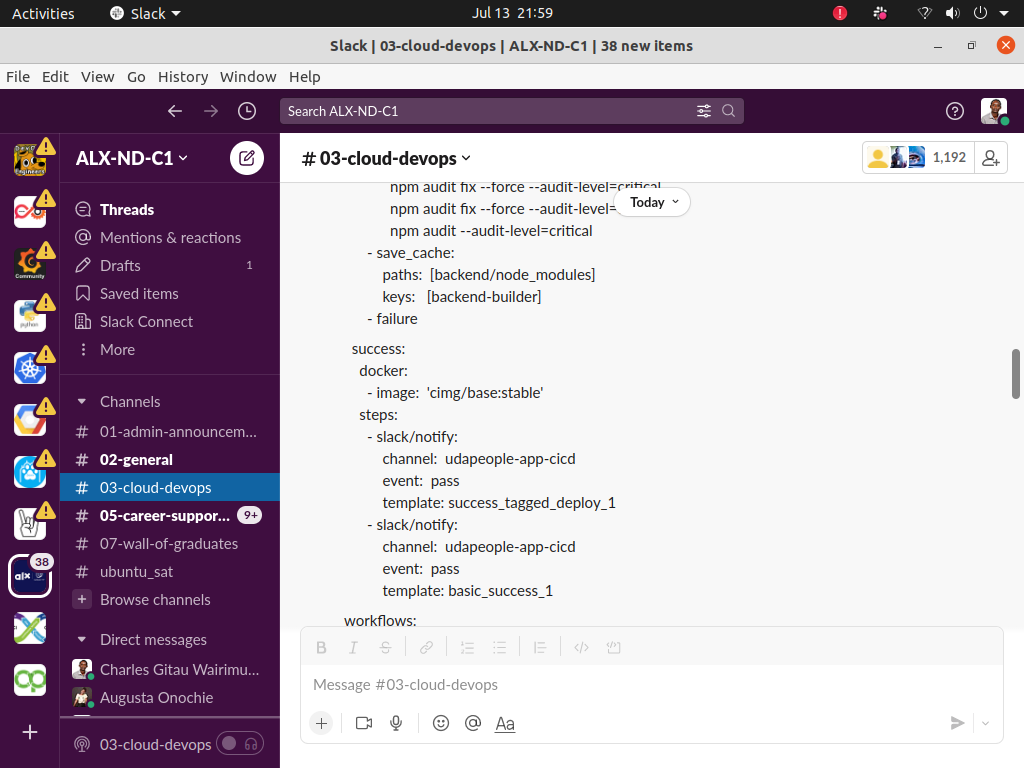 Activities
Slack
Jul 13 21:59
Slack | 03-cloud-devops | ALX-ND-C1 | 38 new items
File Edit View Go History Window Help
Search ALX-ND-C1
ALX-ND-C1
# 03-cloud-devops
1,192
Threads
Mentions & reactions
Drafts
1
Saved items
Slack Connect
More
Channels
# 01-admin-announcem...
# 02-general
# 03-cloud-devops
# 05-career-suppor...
9+
# 07-wall-of-graduates
# ubuntu_sat
+ Browse channels
Direct messages
Charles Gitau Wairimu...
Augusta Onochie
03-cloud-devops
Community
python
38
alx
Today
npm audit fix --force --audit-level=critical
npm audit fix --force --audit-level=
npm audit --audit-level=critical
- save_cache:
paths: [backend/node_modules]
keys: [backend-builder]
- failure
success:
docker:
- image: 'cimg/base:stable'
steps:
- slack/notify:
channel: udapeople-app-cicd
event: pass
template: success_tagged_deploy_1
- slack/notify:
channel: udapeople-app-cicd
event: pass
template: basic_success_1
workflows:
B I S
Message #03-cloud-devops
Aa